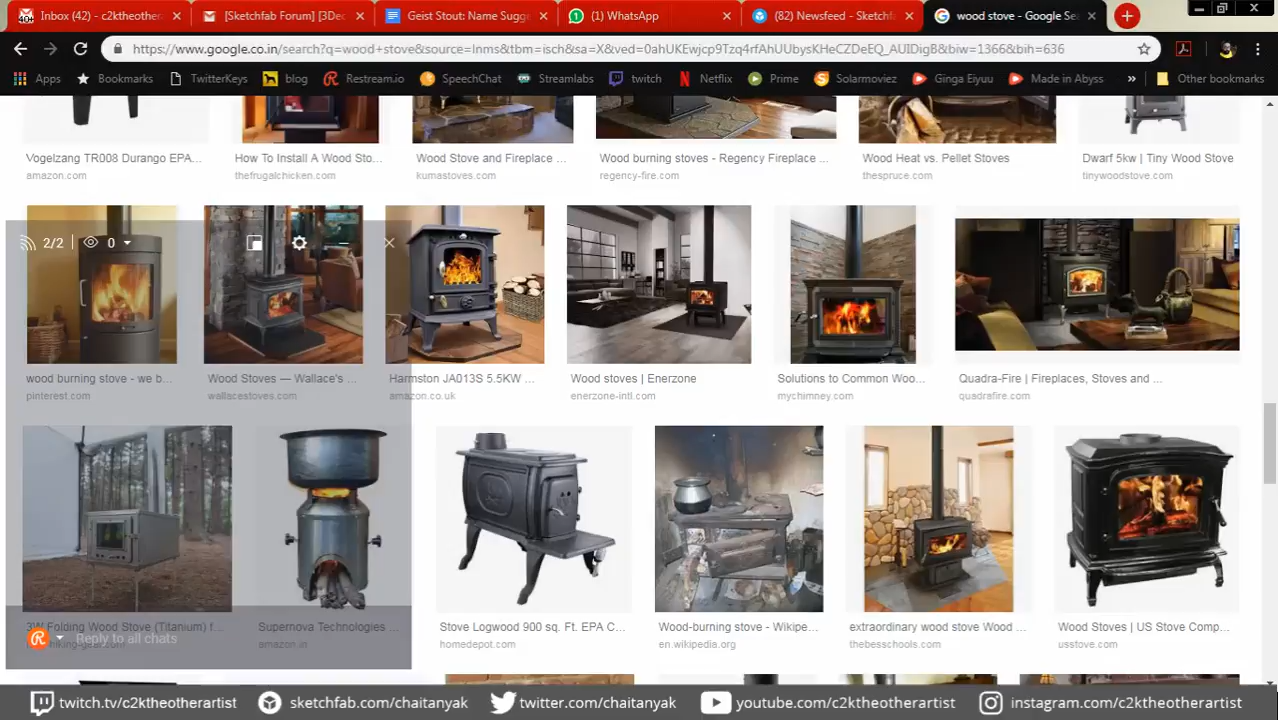 Inbox (42) - c2ktheother
[Sketchfab Forum] [3Dec
Geist Stout: Name Sugg
(1) WhatsApp
(82) Newsfeed - Sketchf
wood stove - Google Se
https://www.google.co.in/search?q=wood+stove&source=lnms&tbm=isch&sa=X&ved=0ahUKEwjcp9Tzq4rfAhUUbysKHeCZDeEQ_AUIDigB&biw=1366&bih=636
Apps Bookmarks TwitterKeys blog Restream.io SpeechChat Streamlabs twitch Netflix Prime Solarmoviez Ginga Eiyuu Made in Abyss » Other bookmarks
Vogelzang TR008 Durango EPA...
amazon.com
How To Install A Wood Sto...
thefrugalchicken.com
Wood Stove and Fireplace ...
kumastoves.com
Wood burning stoves - Regency Fireplace ...
regency-fire.com
Wood Heat vs. Pellet Stoves
thespruce.com
Dwarf 5kw | Tiny Wood Stove
tinywoodstove.com
2/2 0
wood burning stove - we b...
pinterest.com
Wood Stoves — Wallace's ...
wallacestoves.com
Harmston JA013S 5.5KW ...
amazon.co.uk
Wood stoves | Enerzone
enerzone-intl.com
Solutions to Common Woo...
mychimney.com
Quadra-Fire | Fireplaces, Stoves and ...
quadrafire.com
3W Folding Wood Stove (Titanium) f...
Supernova Technologies ...
amazon.in
Stove Logwood 900 sq. Ft. EPA C...
homedepot.com
Wood-burning stove - Wikipe...
en.wikipedia.org
extraordinary wood stove Wood ...
thebesschools.com
Wood Stoves | US Stove Comp...
usstove.com
Reply to all chats
twitch.tv/c2ktheotherartist
sketchfab.com/chaitanyak
twitter.com/chaitanyak
youtube.com/c2ktheotherartist
instagram.com/c2ktheotherartist